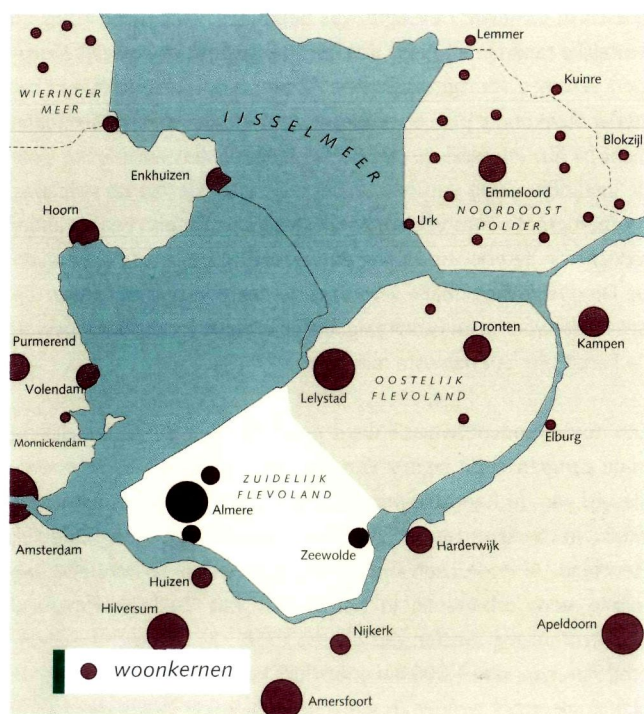 Lemmer
Kuinre
WIERINGER
MEER
IJSSELMEER
Blokzijl
Enkhuizen
Emmeloord
Hoorn
Urk
NOORDOOST
POLDER
Purmerend
Dronten
Kampen
Volendam
Lelystad
OOSTELIJK
FLEVOLAND
Monnickendam
Elburg
ZUIDELIJK
FLEVOLAND
Almere
Amsterdam
Zeewolde
Harderwijk
Huizen
Hilversum
Nijkerk
Apeldoorn
woonkernen
Amersfoort